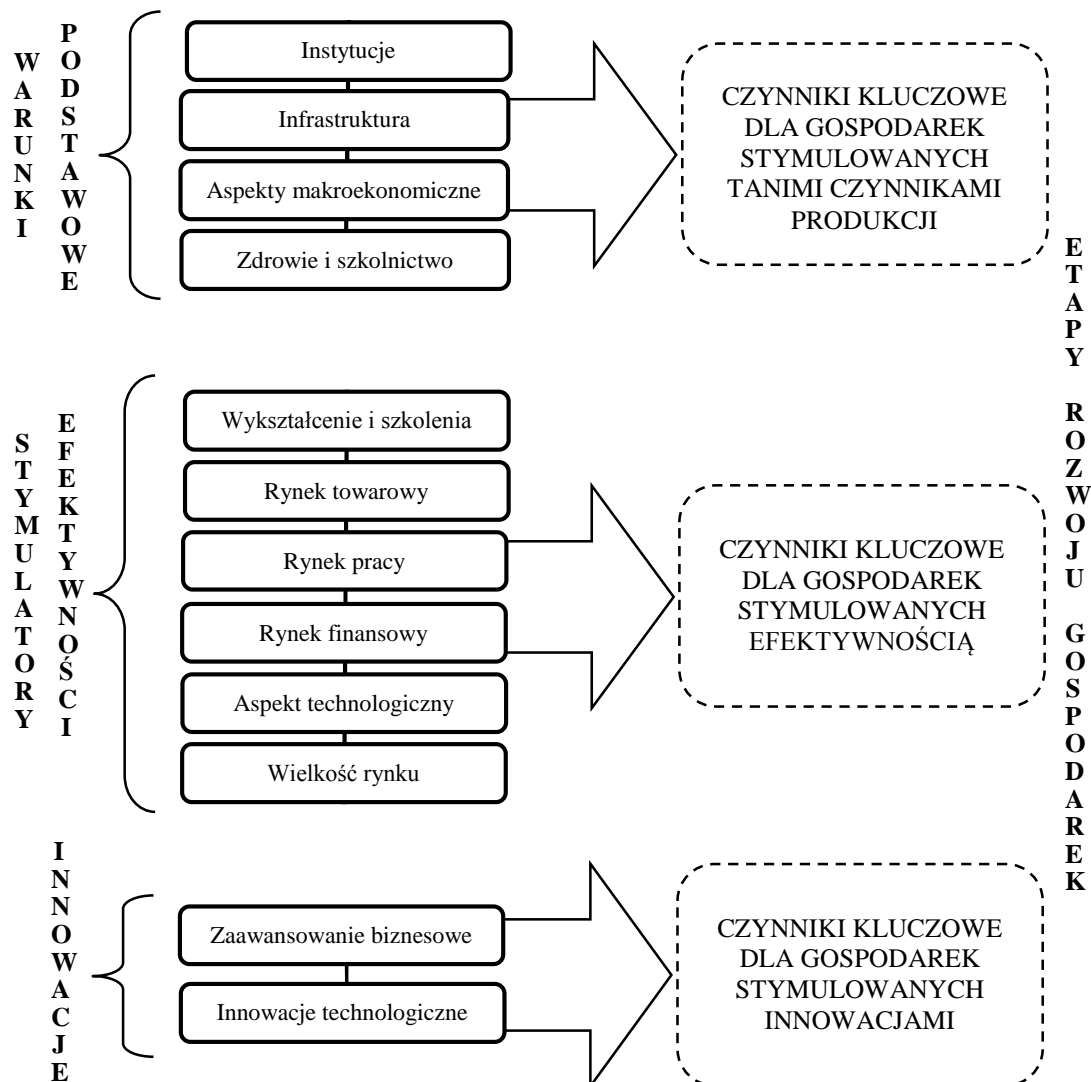 WARUNKI
PODSTAWOWE
Instytucje
Infrastruktura
Aspekty makroekonomiczne
Zdrowie i szkolnictwo
CZYNNIKI KLUCZOWE
DLA GOSPODAREK
STYMULOWANYCH
TANIMI CZYNNIKAMI
PRODUKCJI
STYMULATORY
EFEKTYWNOŚCI
Wykształcenie i szkolenia
Rynek towarowy
Rynek pracy
Rynek finansowy
Aspekt technologiczny
Wielkość rynku
CZYNNIKI KLUCZOWE
DLA GOSPODAREK
STYMULOWANYCH
EFEKTYWNOŚCIĄ
INNOWACJE
Zaawansowanie biznesowe
Innowacje technologiczne
CZYNNIKI KLUCZOWE
DLA GOSPODAREK
STYMULOWANYCH
INNOWACJAMI
ETAPY ROZWOJU GOSPODAREK